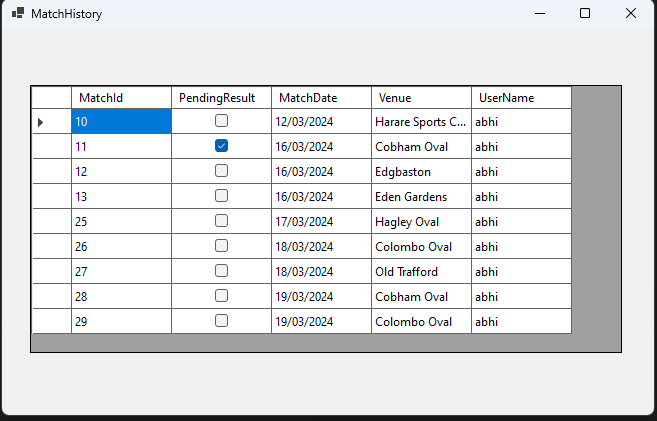 MatchHistory
MatchId PendingResult MatchDate Venue UserName
10 12/03/2024 Harare Sports C... abhi
11 16/03/2024 Cobham Oval abhi
12 16/03/2024 Edgbaston abhi
13 16/03/2024 Eden Gardens abhi
25 17/03/2024 Hagley Oval abhi
26 18/03/2024 Colombo Oval abhi
27 18/03/2024 Old Trafford abhi
28 19/03/2024 Cobham Oval abhi
29 19/03/2024 Colombo Oval abhi